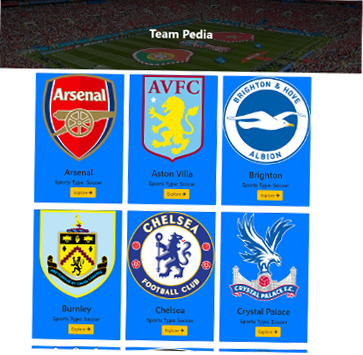 Team Pedia
Arsenal
AVFC
BRIGHTON & HOVE
ALBION
Arsenal
Aston Villa
Brighton
Sports Type: Soccer
Sports Type: Soccer
Sports Type: Soccer
Explore →
Explore →
Explore →
CHELSEA
FOOTBALL CLUB
CRYSTAL PALACE F.C.
Burnley
Chelsea
Crystal Palace
Sports Type: Soccer
Sports Type: Soccer
Sports Type: Soccer
Explore →
Explore →
Explore →